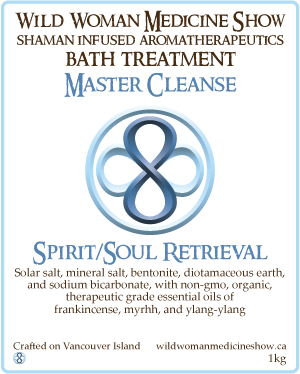 Wild Woman Medicine Show
Shaman Infused Aromatherapeutics
Bath Treatment
Master Cleanse
Spirit/Soul Retrieval
Solar salt, mineral salt, bentonite, diotamaceous earth,
and sodium bicarbonate, with non-gmo, organic,
therapeutic grade essential oils of
frankincense, myrhh, and ylang-ylang
Crafted on Vancouver Island wildwomanmedicineshow.ca
1kg